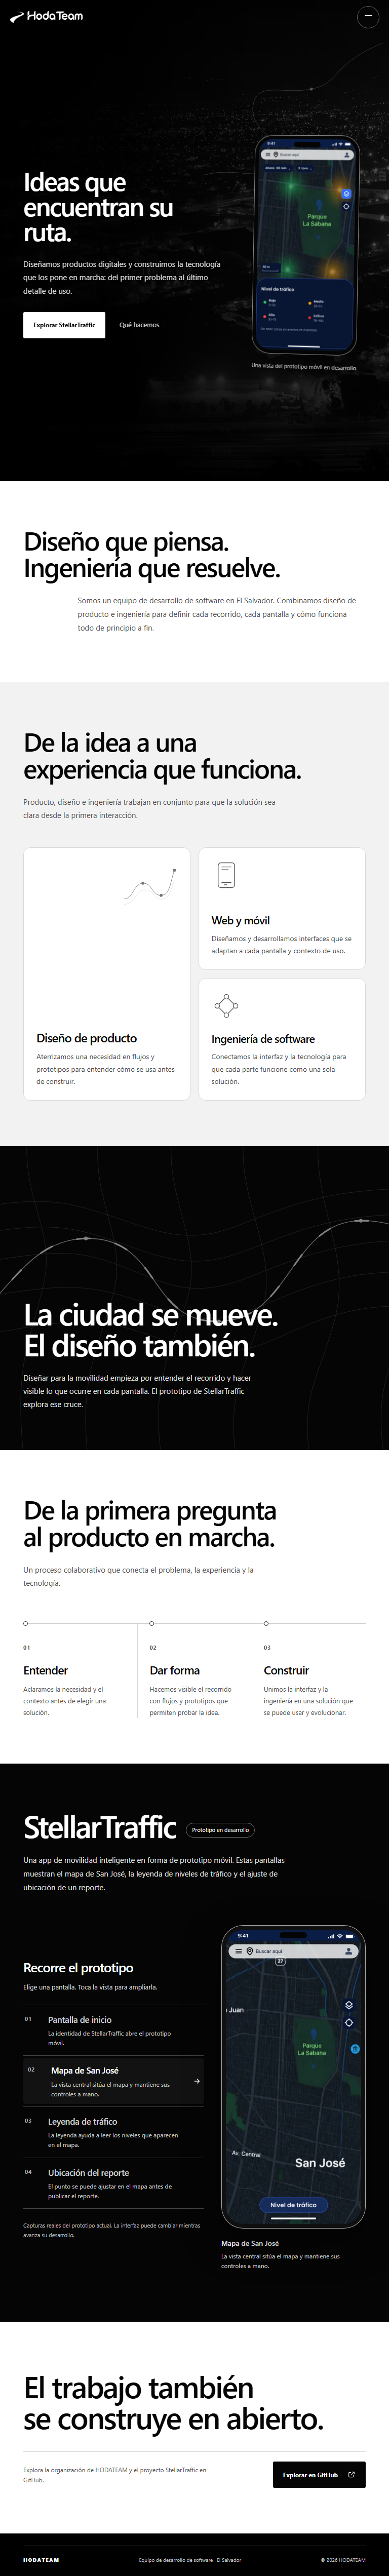 HodaTeam
Ideas que
encuentran su
ruta.
Diseñamos productos digitales y construimos la tecnología
que los pone en marcha: del primer problema al último
detalle de uso.
Explorar StellarTraffic
Qué hacemos
9:41
Buscar aquí
Parque
La Sabana
Nivel de tráfico
Bajo
Medio
Alto
Una vista del prototipo móvil en desarrollo
Diseño que piensa.
Ingeniería que resuelve.
Somos un equipo de desarrollo de software en El Salvador. Combinamos diseño de
producto e ingeniería para definir cada recorrido, cada pantalla y cómo funciona
todo de principio a fin.
De la idea a una
experiencia que funciona.
Producto, diseño e ingeniería trabajan en conjunto para que la solución sea
clara desde la primera interacción.
Diseño de producto
Aterrizamos una necesidad en flujos y
prototipos para entender cómo se usa antes
de construir.
Web y móvil
Diseñamos y desarrollamos interfaces que se
adaptan a cada pantalla y contexto de uso.
Ingeniería de software
Conectamos la interfaz y la tecnología para
que cada parte funcione como una sola
solución.
La ciudad se mueve.
El diseño también.
Diseñar para la movilidad empieza por entender el recorrido y hacer
visible lo que ocurre en cada pantalla. El prototipo de StellarTraffic
explora ese cruce.
De la primera pregunta
al producto en marcha.
Un proceso colaborativo que conecta el problema, la experiencia y la
tecnología.
01
Entender
Aclaramos la necesidad y el
contexto antes de elegir una
solución.
02
Dar forma
Hacemos visible el recorrido
con flujos y prototipos que
permiten probar la idea.
03
Construir
Unimos la interfaz y la
ingeniería en una solución que
se puede usar y evolucionar.
StellarTraffic
Prototipo en desarrollo
Una app de movilidad inteligente en forma de prototipo móvil. Estas pantallas
muestran el mapa de San José, la leyenda de niveles de tráfico y el ajuste de
ubicación de un reporte.
Recorre el prototipo
Elige una pantalla. Toca la vista para ampliarla.
01 Pantalla de inicio
La identidad de StellarTraffic abre el prototipo
móvil.
02 Mapa de San José
La vista central sitúa el mapa y mantiene sus
controles a mano.
03 Leyenda de tráfico
La leyenda ayuda a leer los niveles que aparecen
en el mapa.
04 Ubicación del reporte
El punto se puede ajustar en el mapa antes de
publicar el reporte.
Capturas reales del prototipo actual. La interfaz puede cambiar mientras
avanza su desarrollo.
9:41
Buscar aquí
27
Juan
Parque
La Sabana
Av. Central
San José
Nivel de tráfico
Mapa de San José
La vista central sitúa el mapa y mantiene sus
controles a mano.
El trabajo también
se construye en abierto.
Explora la organización de HODATEAM y el proyecto StellarTraffic en
GitHub.
Explorar en GitHub
HODATEAM
Equipo de desarrollo de software · El Salvador
© 2026 HODATEAM